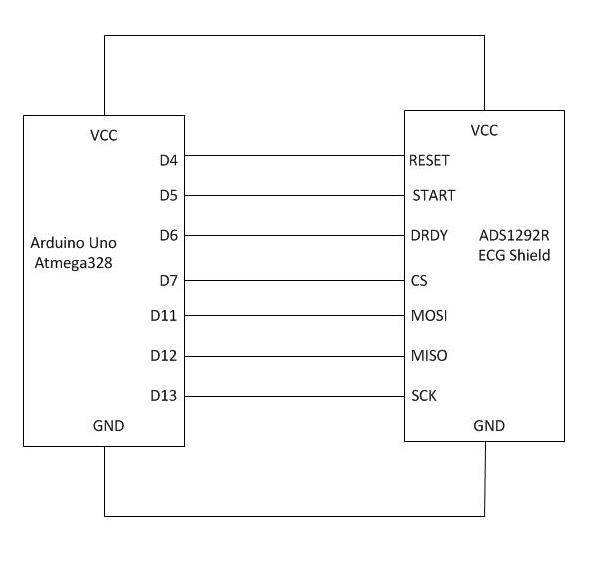 VCC
Arduino Uno
Atmega328
D4
D5
D6
D7
D11
D12
D13
GND
VCC
RESET
START
DRDY
CS
MOSI
MISO
SCK
ADS1292R
ECG Shield
GND